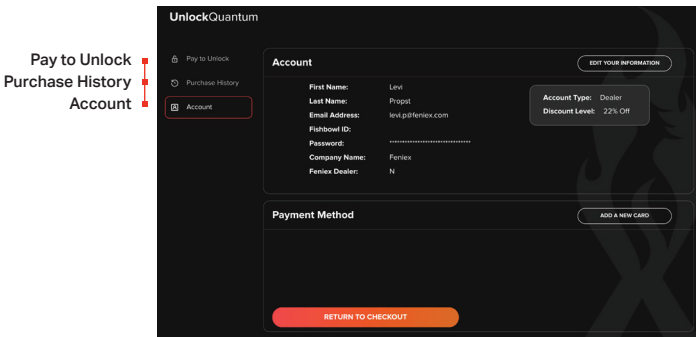 UnlockQuantum
Pay to Unlock
Purchase History
Account
Pay to Unlock
Purchase History
Account
Account
EDIT YOUR INFORMATION
First Name: Levi
Last Name: Propst
Email Address: levi.p@feniex.com
Fishbowl ID:
Password: ********************************
Company Name: Feniex
Feniex Dealer: N
Account Type: Dealer
Discount Level: 22% Off
Payment Method
ADD A NEW CARD
RETURN TO CHECKOUT